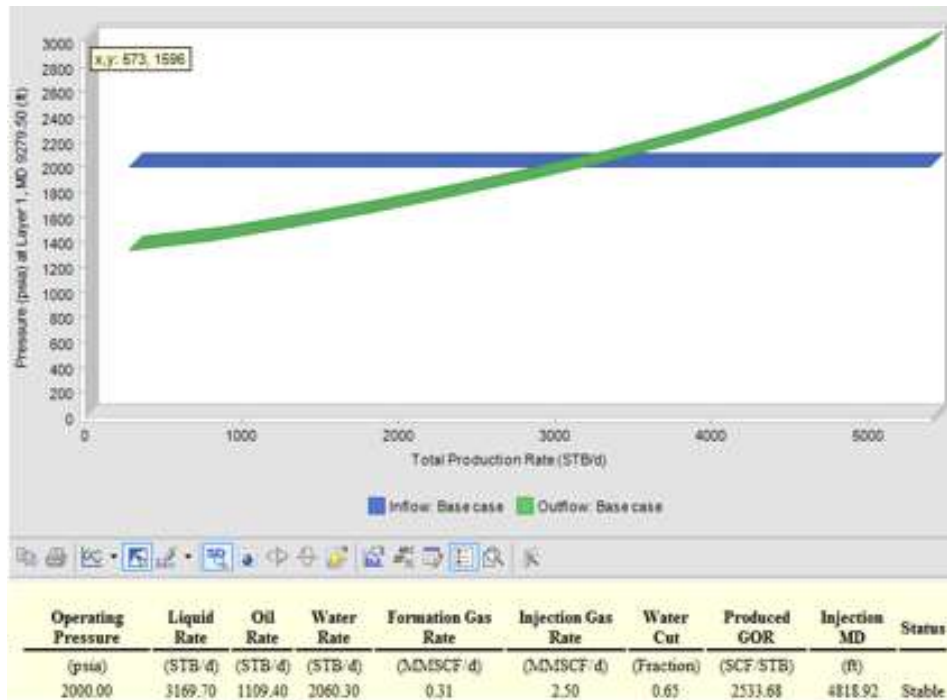 3000
x,y: 573, 1596
2800
2600
2400
2200
2000
1800
1600
1400
1200
1000
800
600
400
200
0
Pressure (psia) at Layer 1, MD 9279.50 (ft)
0 1000 2000 3000 4000 5000
Total Production Rate (STB/d)
Inflow: Base case Outflow: Base case
Operating Liquid Oil Water Formation Gas Injection Gas Water Produced Injection Status
Pressure Rate Rate Rate Rate Rate Cut GOR MD
(psia) (STB/d) (STB/d) (STB/d) (MMSCF/d) (MMSCF/d) (Fraction) (SCF/STB) (ft)
2000.00 3169.70 1109.40 2060.30 0.31 2.50 0.65 2533.68 4818.92 Stable